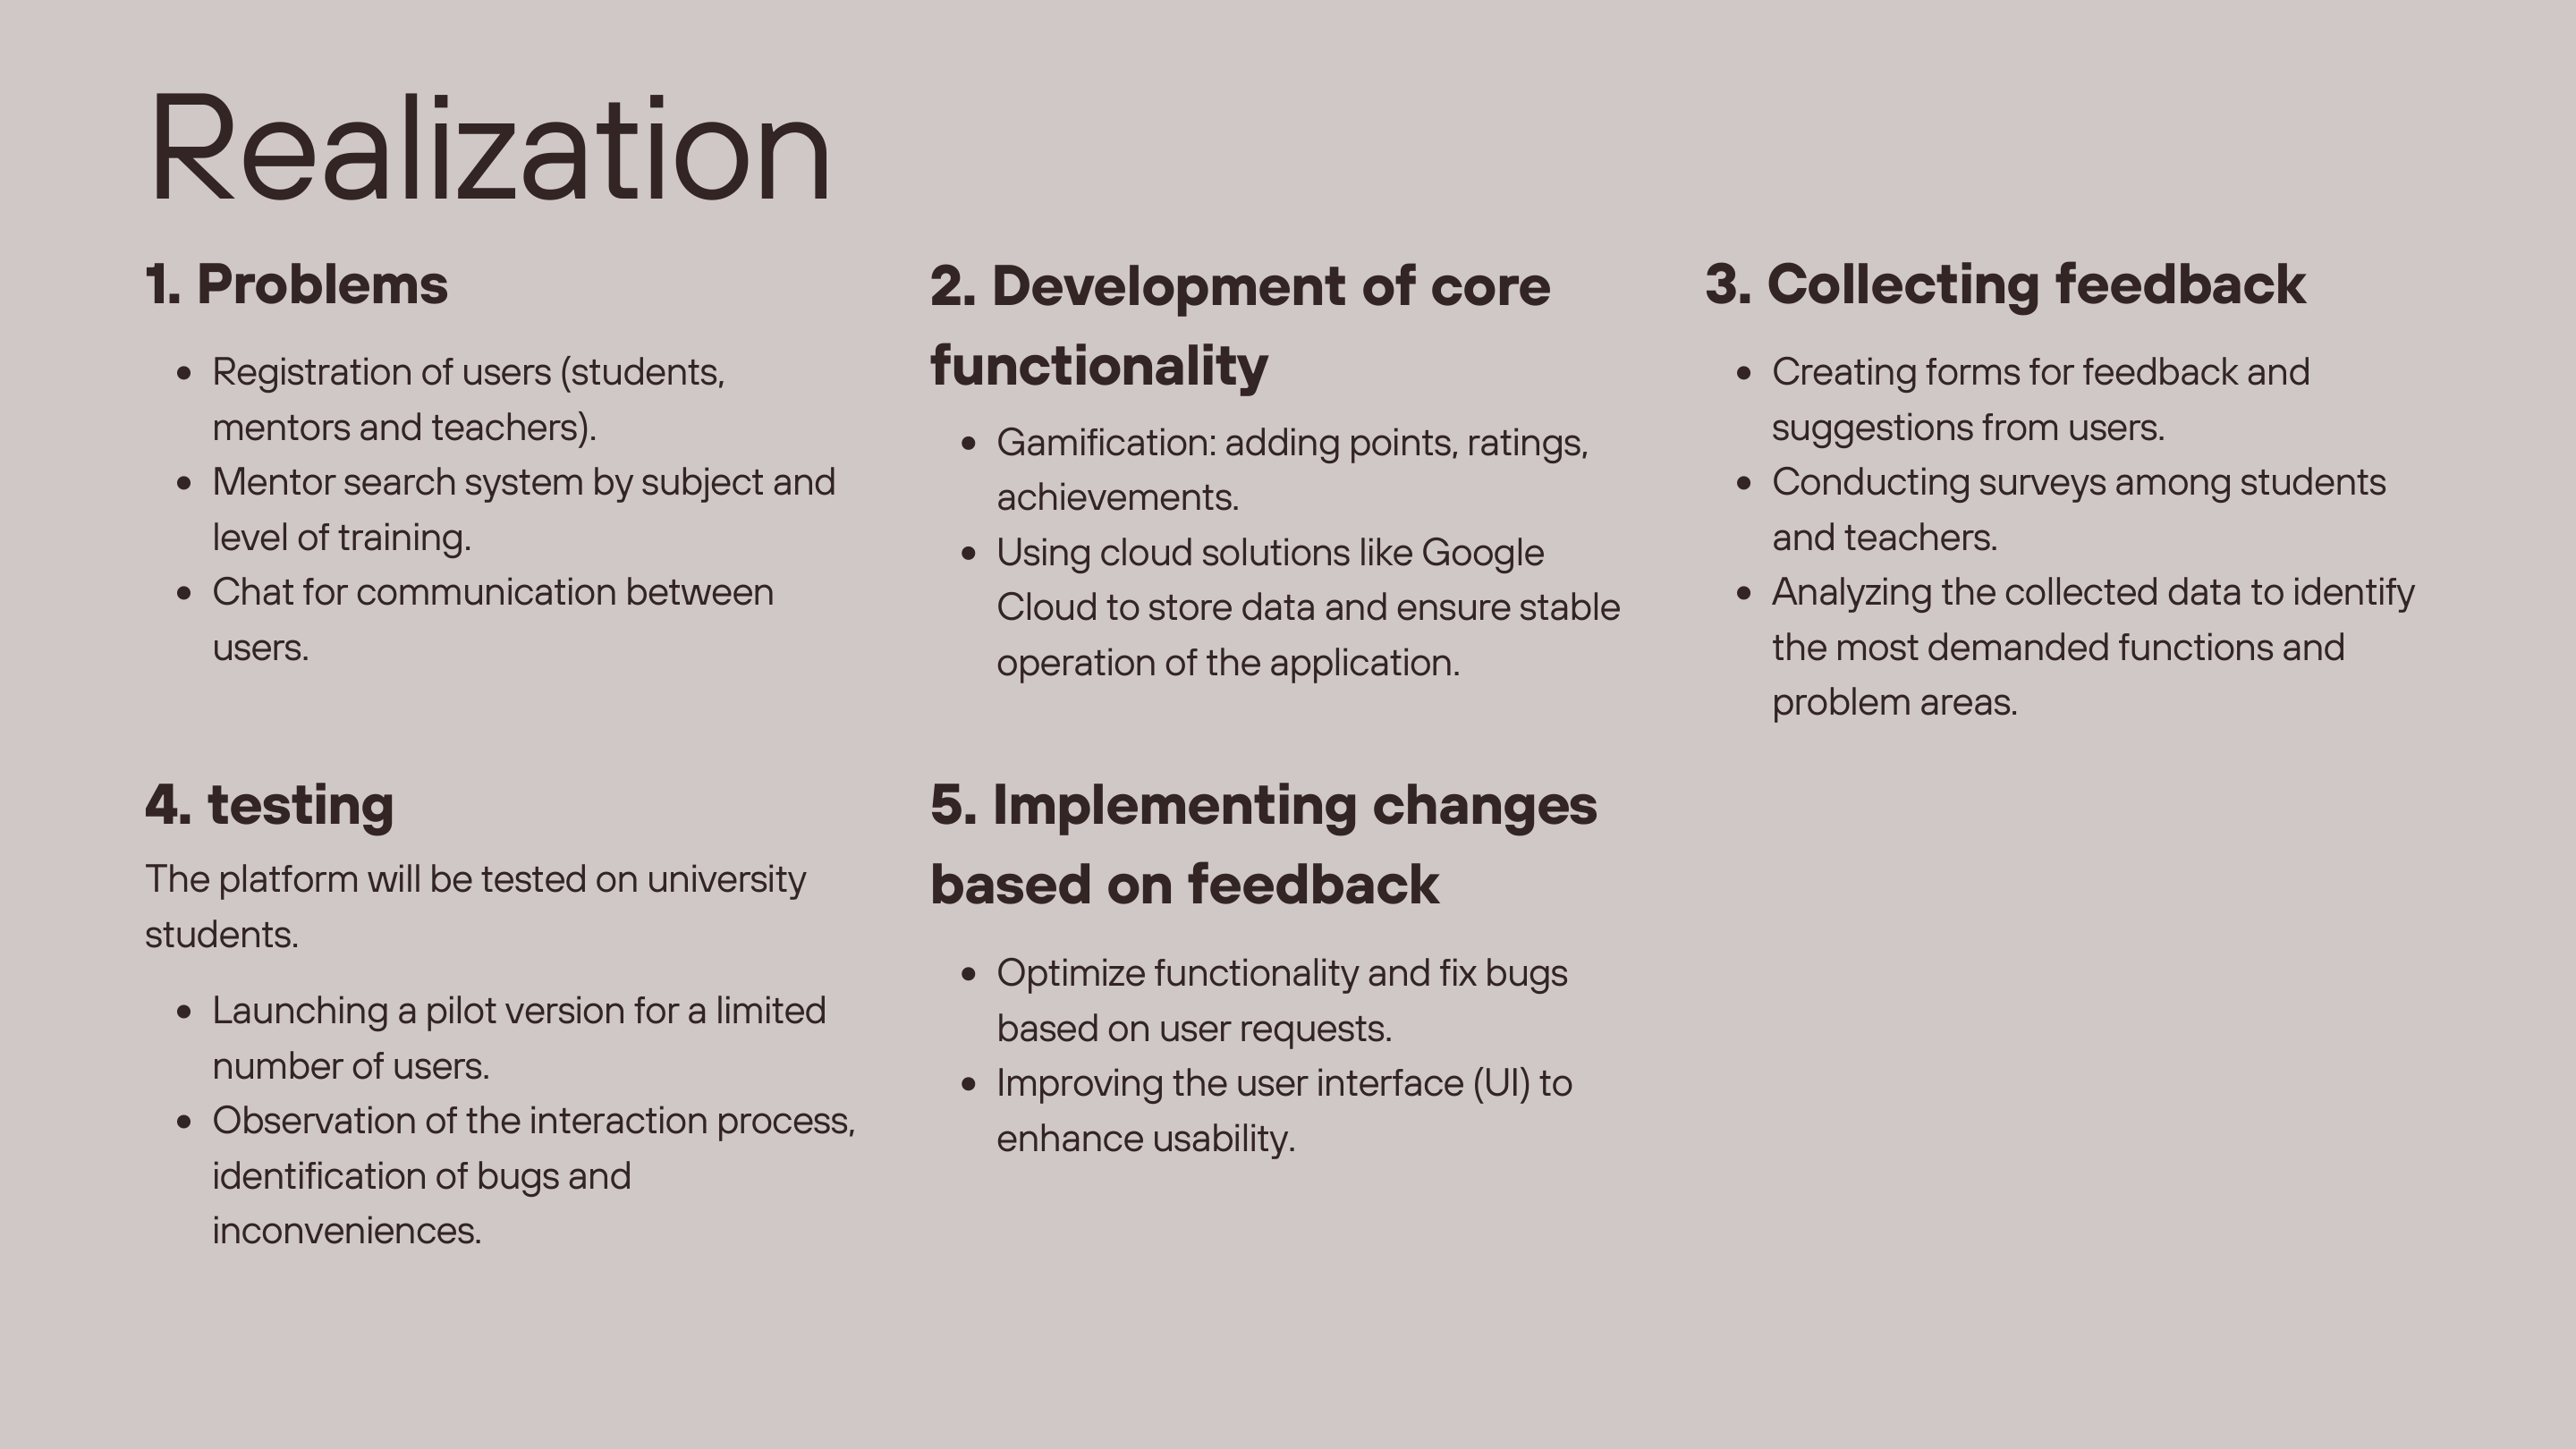 Realization
1. Problems
• Registration of users (students,
mentors and teachers).
• Mentor search system by subject and
level of training.
• Chat for communication between
users.
2. Development of core
functionality
• Gamification: adding points, ratings,
achievements.
• Using cloud solutions like Google
Cloud to store data and ensure stable
operation of the application.
3. Collecting feedback
• Creating forms for feedback and
suggestions from users.
• Conducting surveys among students
and teachers.
• Analyzing the collected data to identify
the most demanded functions and
problem areas.
4. testing
The platform will be tested on university
students.
• Launching a pilot version for a limited
number of users.
• Observation of the interaction process,
identification of bugs and
inconveniences.
5. Implementing changes
based on feedback
• Optimize functionality and fix bugs
based on user requests.
• Improving the user interface (UI) to
enhance usability.